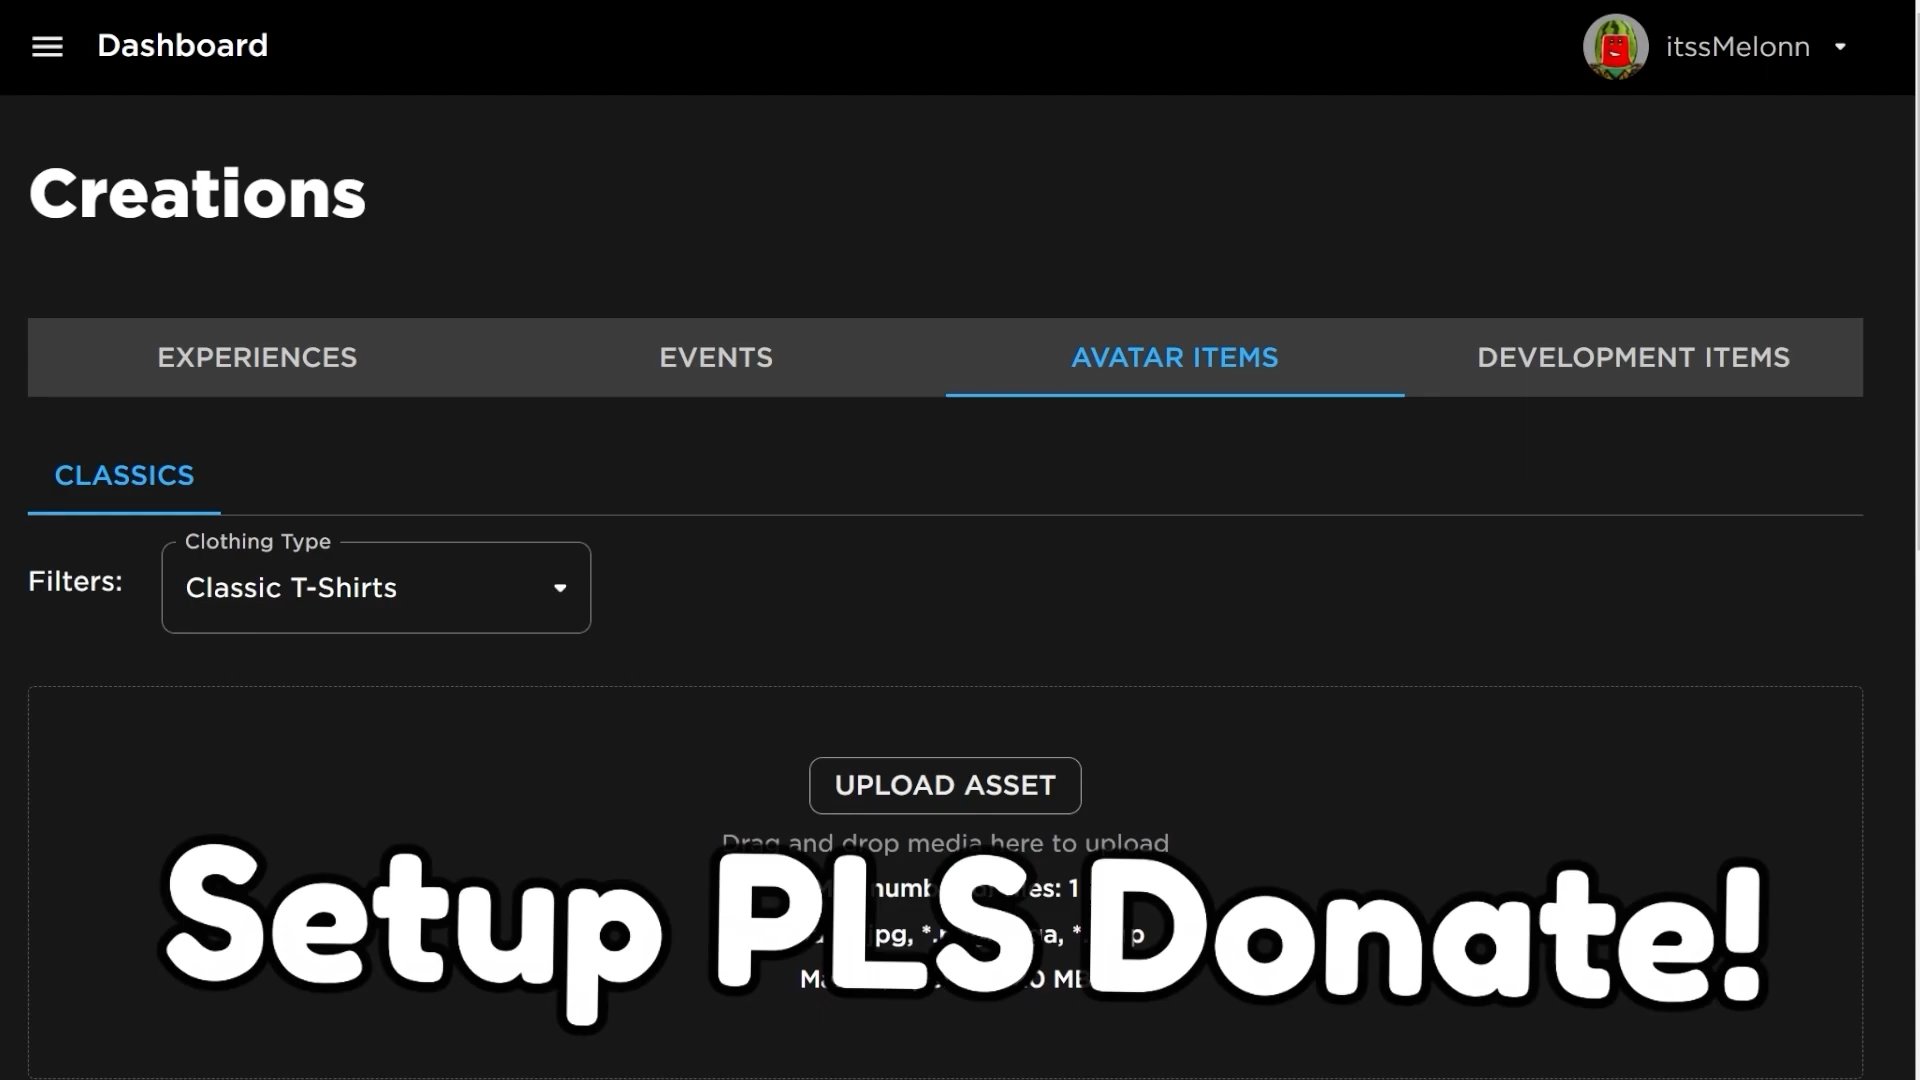 Dashboard
itssMelonn
Creations
EXPERIENCES
EVENTS
AVATAR ITEMS
DEVELOPMENT ITEMS
CLASSICS
Filters:
Clothing Type
Classic T-Shirts
UPLOAD ASSET
Drag and drop media here to upload
1
Setup PLS Donate!